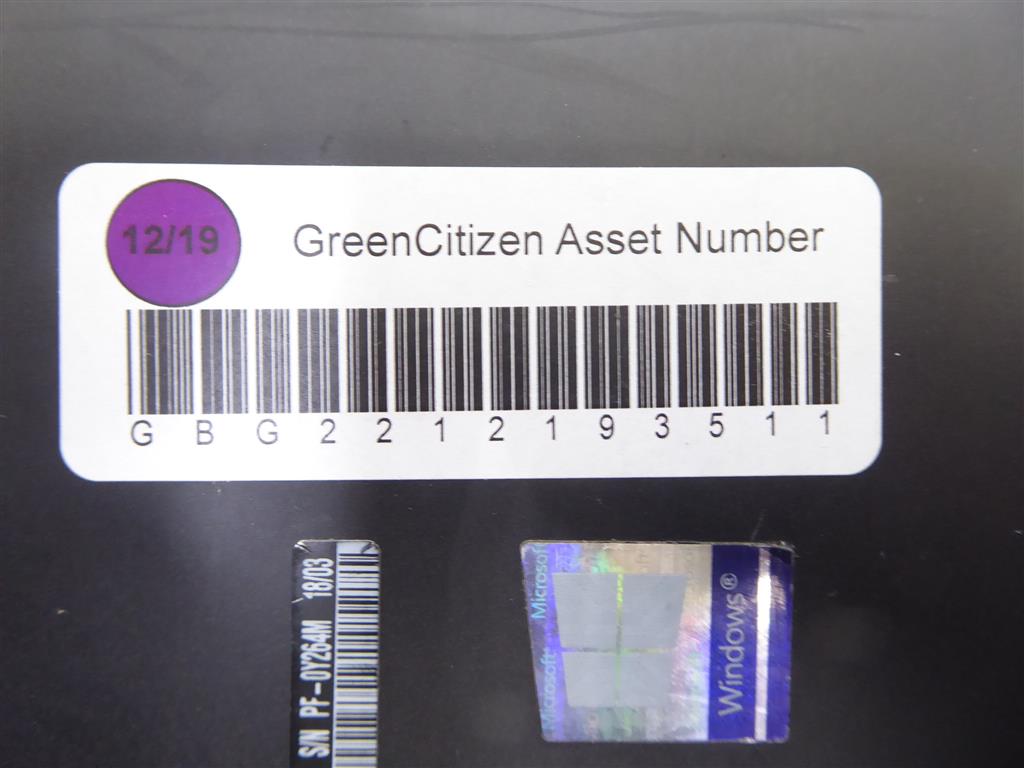 12/19
GreenCitizen Asset Number
G B G 2 2 1 2 1 9 3 5 1 1
S/N PF-0Y264M 18/03
Microsoft
Microsoft
Windows®